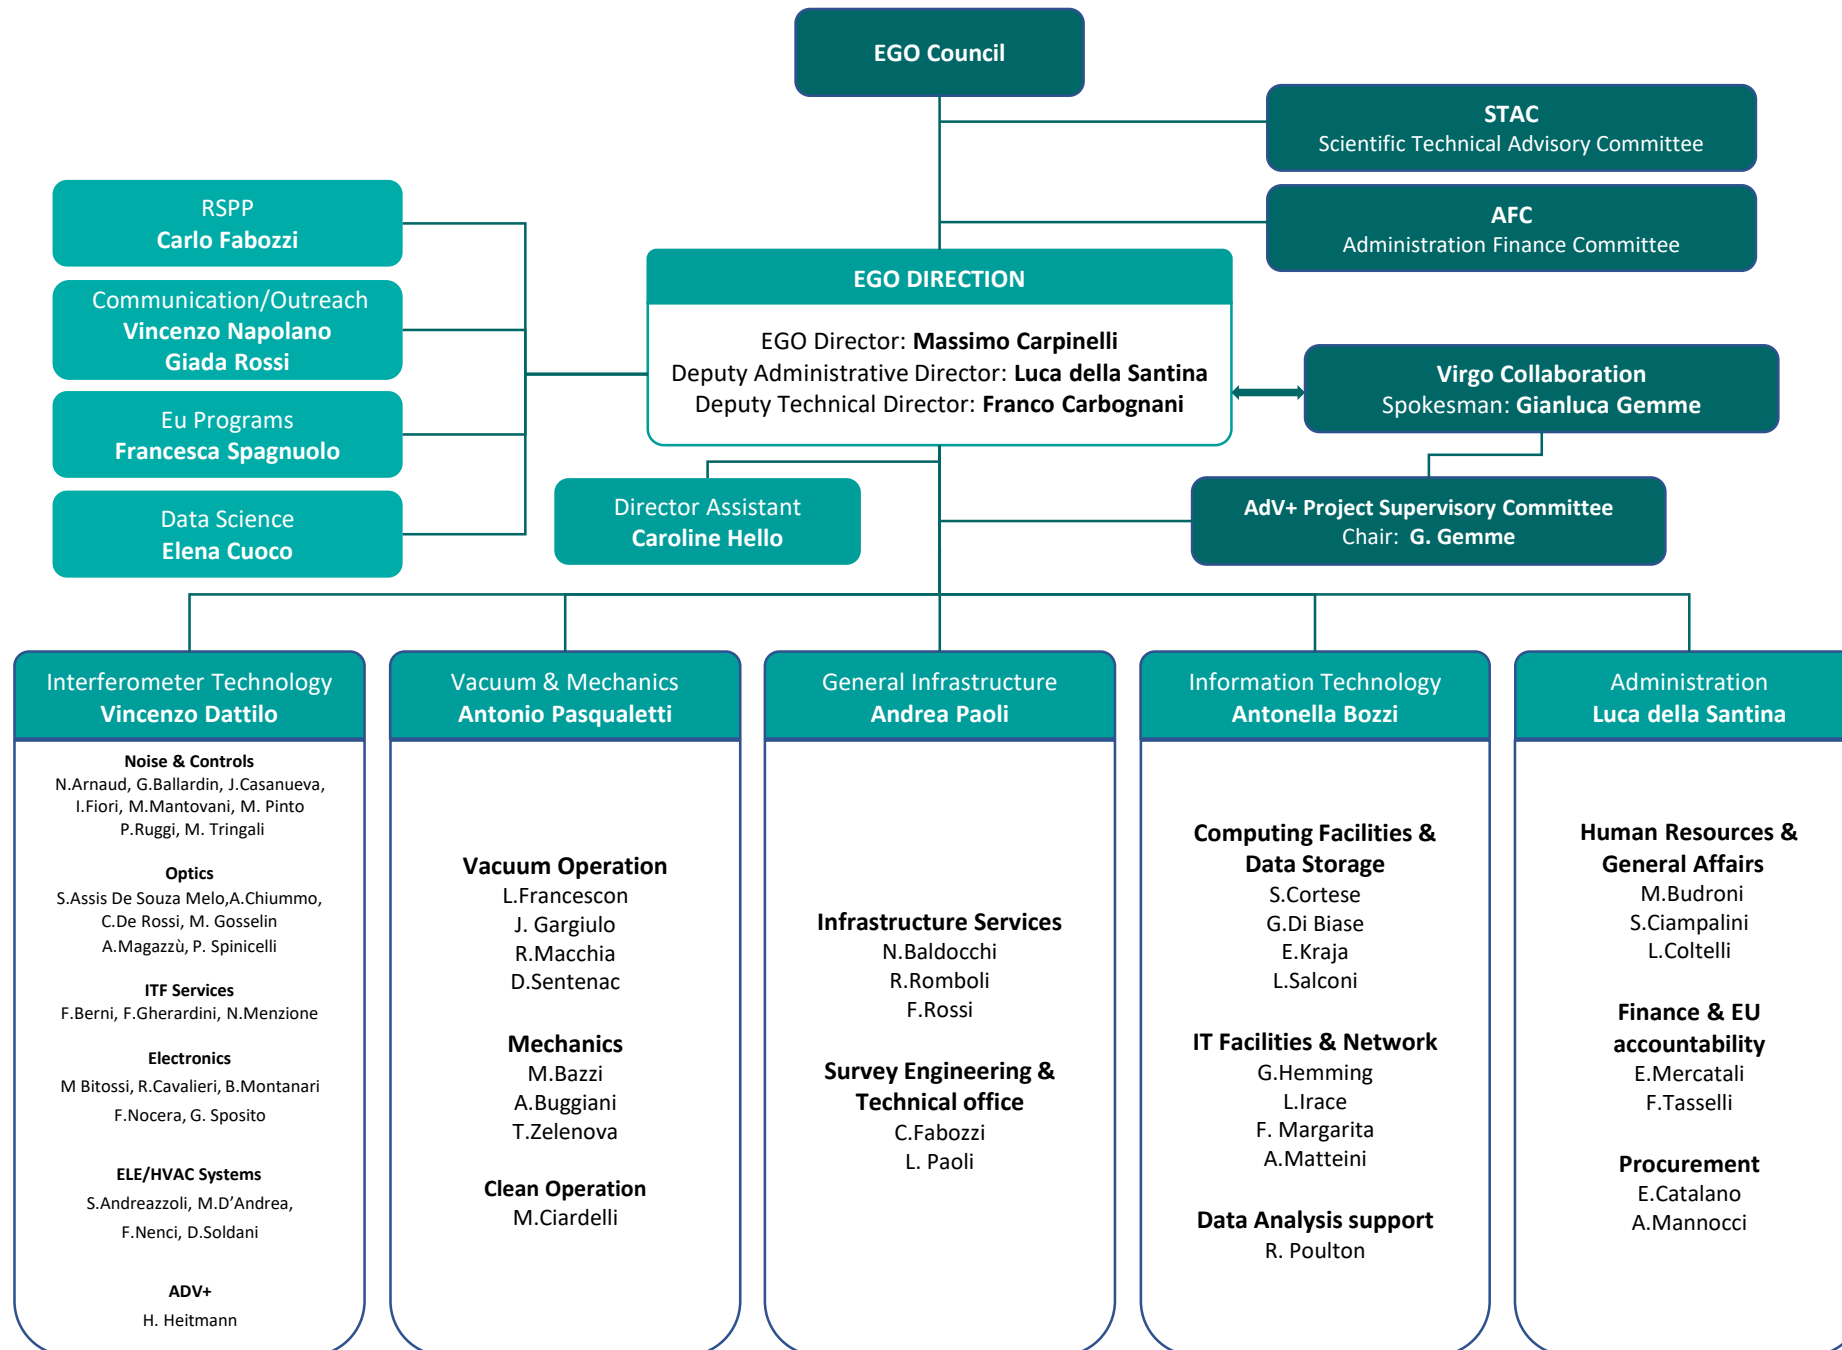 EGO Council
STAC
Scientific Technical Advisory Committee
AFC
Administration Finance Committee
RSPP
Carlo Fabozzi
Communication/Outreach
Vincenzo Napolano
Giada Rossi
Eu Programs
Francesca Spagnuolo
Data Science
Elena Cuoco
EGO DIRECTION
EGO Director: Massimo Carpinelli
Deputy Administrative Director: Luca della Santina
Deputy Technical Director: Franco Carbognani
Virgo Collaboration
Spokesman: Gianluca Gemme
Director Assistant
Caroline Hello
AdV+ Project Supervisory Committee
Chair: G. Gemme
Interferometer Technology
Vincenzo Dattilo
Noise & Controls
N.Arnaud, G.Ballardin, J.Casanueva,
I.Fiori, M.Mantovani, M. Pinto
P.Ruggi, M. Tringali
Optics
S.Assis De Souza Melo,A.Chiummo,
C.De Rossi, M. Gosselin
A.Magazzù, P. Spinicelli
ITF Services
F.Berni, F.Gherardini, N.Menzione
Electronics
M Bitossi, R.Cavalieri, B.Montanari
F.Nocera, G. Sposito
ELE/HVAC Systems
S.Andreazzoli, M.D’Andrea,
F.Nenci, D.Soldani
ADV+
H. Heitmann
Vacuum & Mechanics
Antonio Pasqualetti
Vacuum Operation
L.Francescon
J. Gargiulo
R.Macchia
D.Sentenac
Mechanics
M.Bazzi
A.Buggiani
T.Zelenova
Clean Operation
M.Ciardelli
General Infrastructure
Andrea Paoli
Infrastructure Services
N.Baldocchi
R.Romboli
F.Rossi
Survey Engineering &
Technical office
C.Fabozzi
L. Paoli
Information Technology
Antonella Bozzi
Computing Facilities &
Data Storage
S.Cortese
G.Di Biase
E.Kraja
L.Salconi
IT Facilities & Network
G.Hemming
L.Irace
F. Margarita
A.Matteini
Data Analysis support
R. Poulton
Administration
Luca della Santina
Human Resources &
General Affairs
M.Budroni
S.Ciampalini
L.Coltelli
Finance & EU
accountability
E.Mercatali
F.Tasselli
Procurement
E.Catalano
A.Mannocci